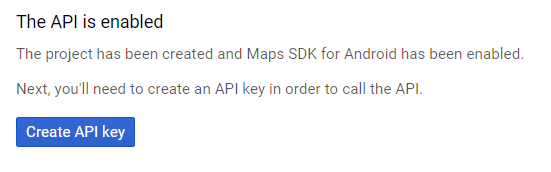 The API is enabled
The project has been created and Maps SDK for Android has been enabled.
Next, you'll need to create an API key in order to call the API.
Create API key